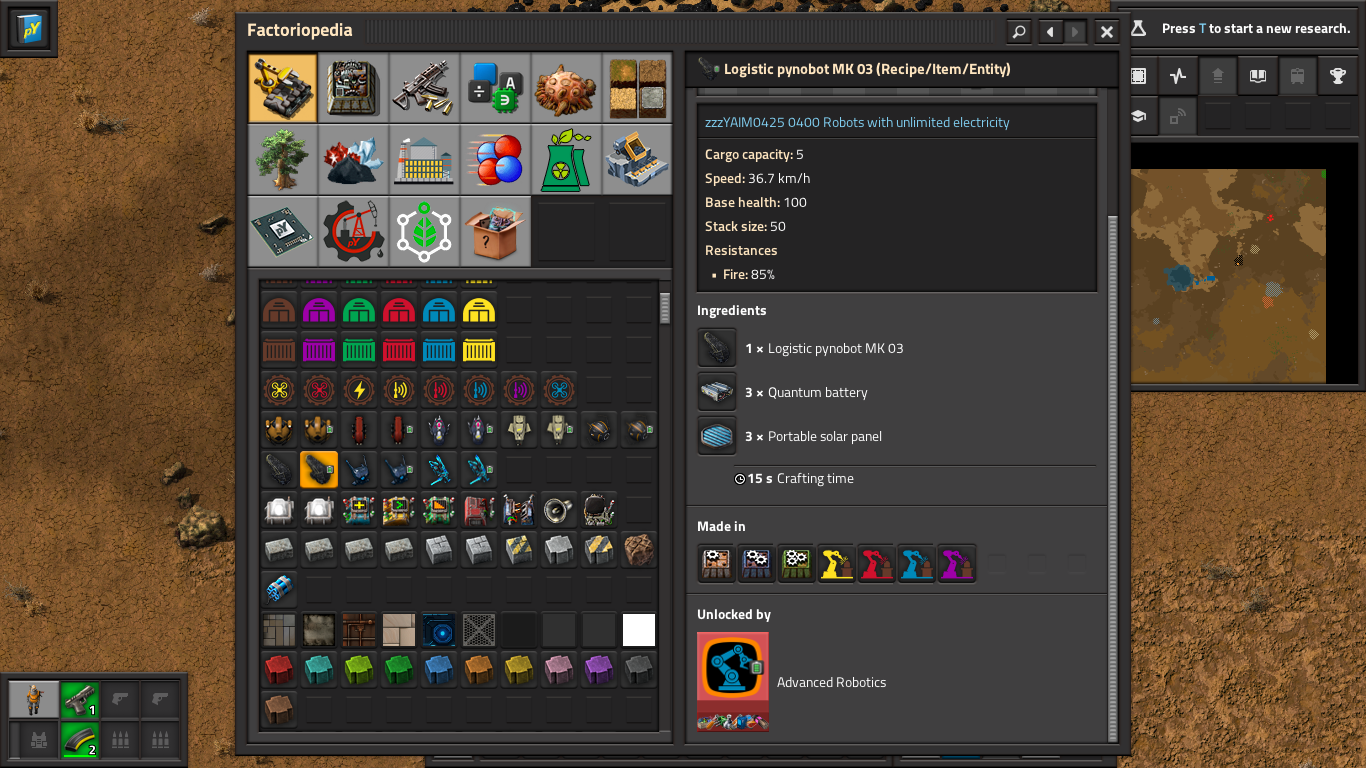 pY
Factoriopedia
Press T to start a new research.
Logistic pynobot MK 03 (Recipe/Item/Entity)
A
?
pY
pY
zzzYAIM0425 0400 Robots with unlimited electricity
Cargo capacity: 5
Speed: 36.7 km/h
Base health: 100
Stack size: 50
Resistances
Fire: 85%
Ingredients
1 × Logistic pynobot MK 03
3 × Quantum battery
3 × Portable solar panel
15 s Crafting time
Made in
Unlocked by
Advanced Robotics
1
2